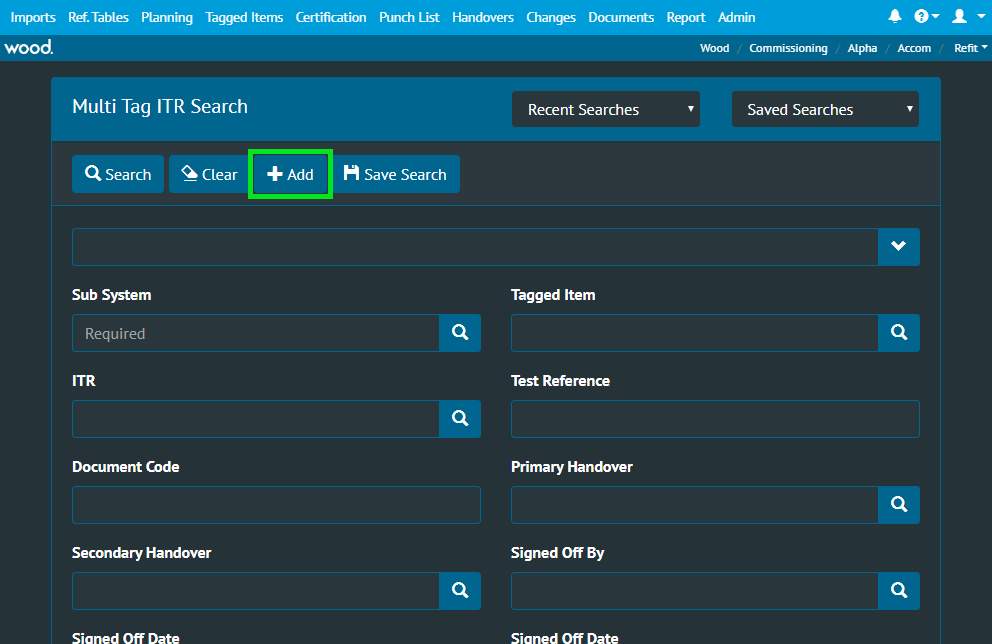 Imports Ref. Tables Planning Tagged Items Certification Punch List Handovers Changes Documents Report Admin
wood. Wood / Commissioning / Alpha / Accom / Refit
Multi Tag ITR Search Recent Searches Saved Searches
Search Clear Add Save Search
Sub System Tagged Item
Required
ITR Test Reference
Document Code Primary Handover
Secondary Handover Signed Off By
Signed Off Date Signed Off Date